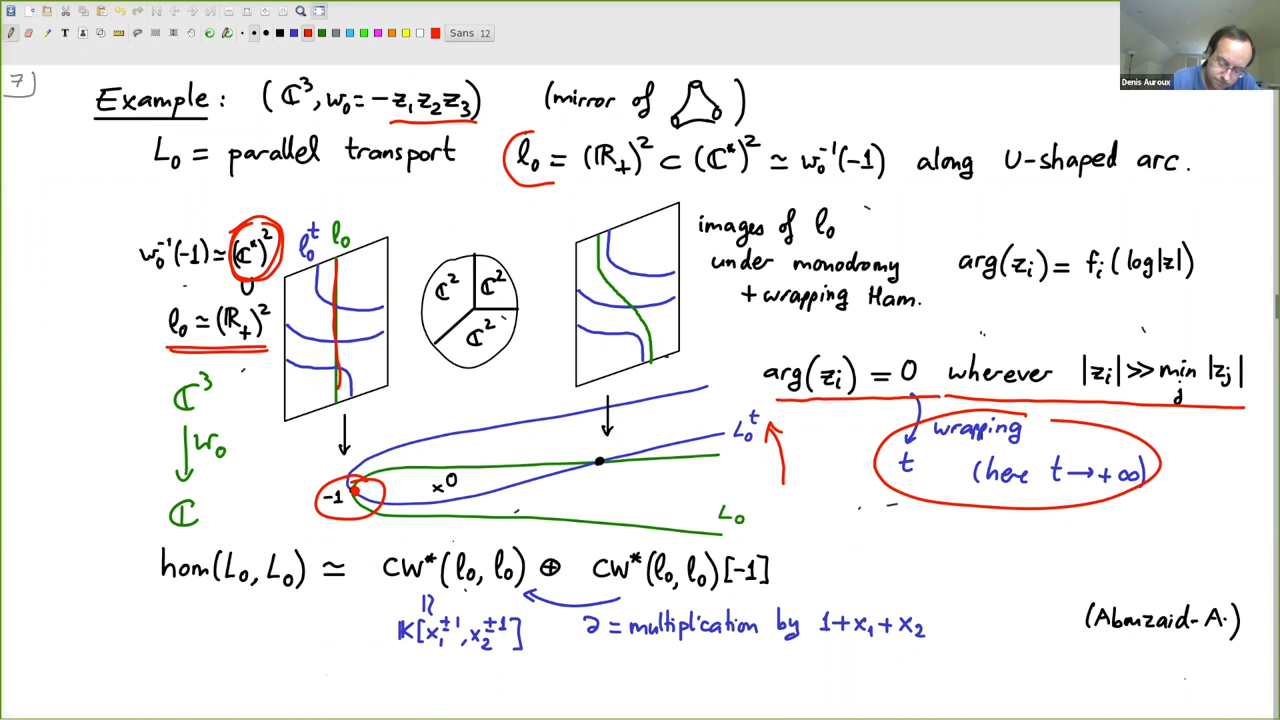 Sans 12
Denis Auroux
7)
Example : (ℂ³, w₀ = −z₁z₂z₃) (mirror of )
L₀ = parallel transport l₀ = (ℝ₊)² ⊂ (ℂ*)² ≃ w₀⁻¹(−1) along U-shaped arc.
w₀⁻¹(−1) ≃ (ℂ*)²
∪
l₀ ≃ (ℝ₊)²
l₀ᵗ l₀
ℂ² ℂ²
ℂ²
images of l₀
under monodromy
+ wrapping Ham.
arg(zᵢ) = fᵢ(log|z|)
arg(zᵢ) = 0 wherever |zᵢ| ≫ min |zⱼ|
j
wrapping
t (here t → +∞)
ℂ³
↓ w₀
ℂ
−1
× 0
L₀ᵗ
L₀
hom(L₀, L₀) ≃ CW*(l₀, l₀) ⊕ CW*(l₀, l₀)[−1]
≀≀
𝕂[x₁^±1, x₂^±1] ∂ = multiplication by 1+x₁+x₂
(Abouzaid-A.)